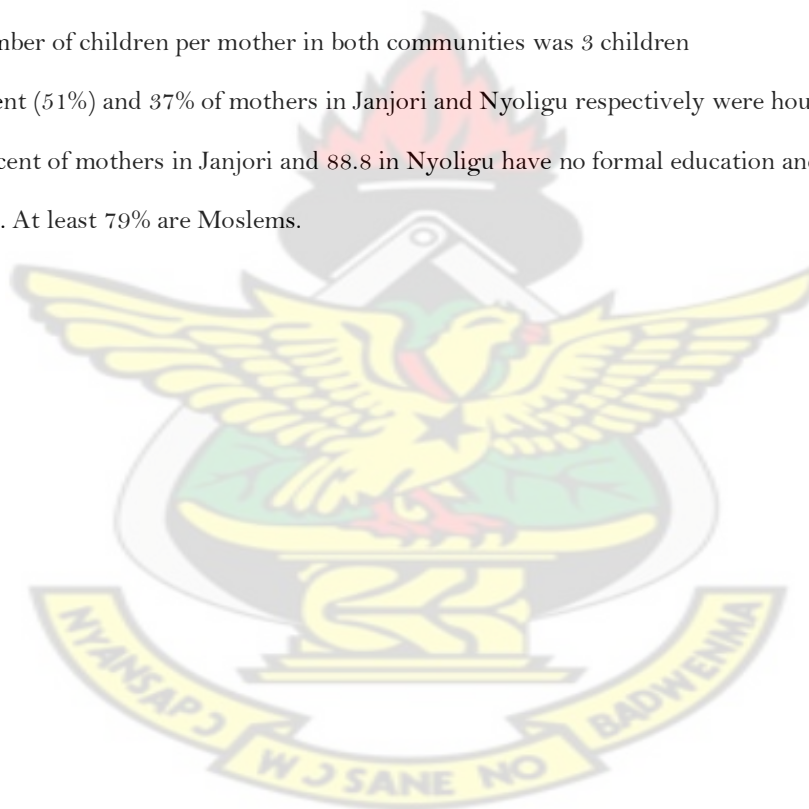 mber of children per mother in both communities was 3 children
ent (51%) and 37% of mothers in Janjori and Nyoligu respectively were hou
cent of mothers in Janjori and 88.8 in Nyoligu have no formal education an
. At least 79% are Moslems.
NYANSAPƆ
WƆ SANE NO
BADWENMA